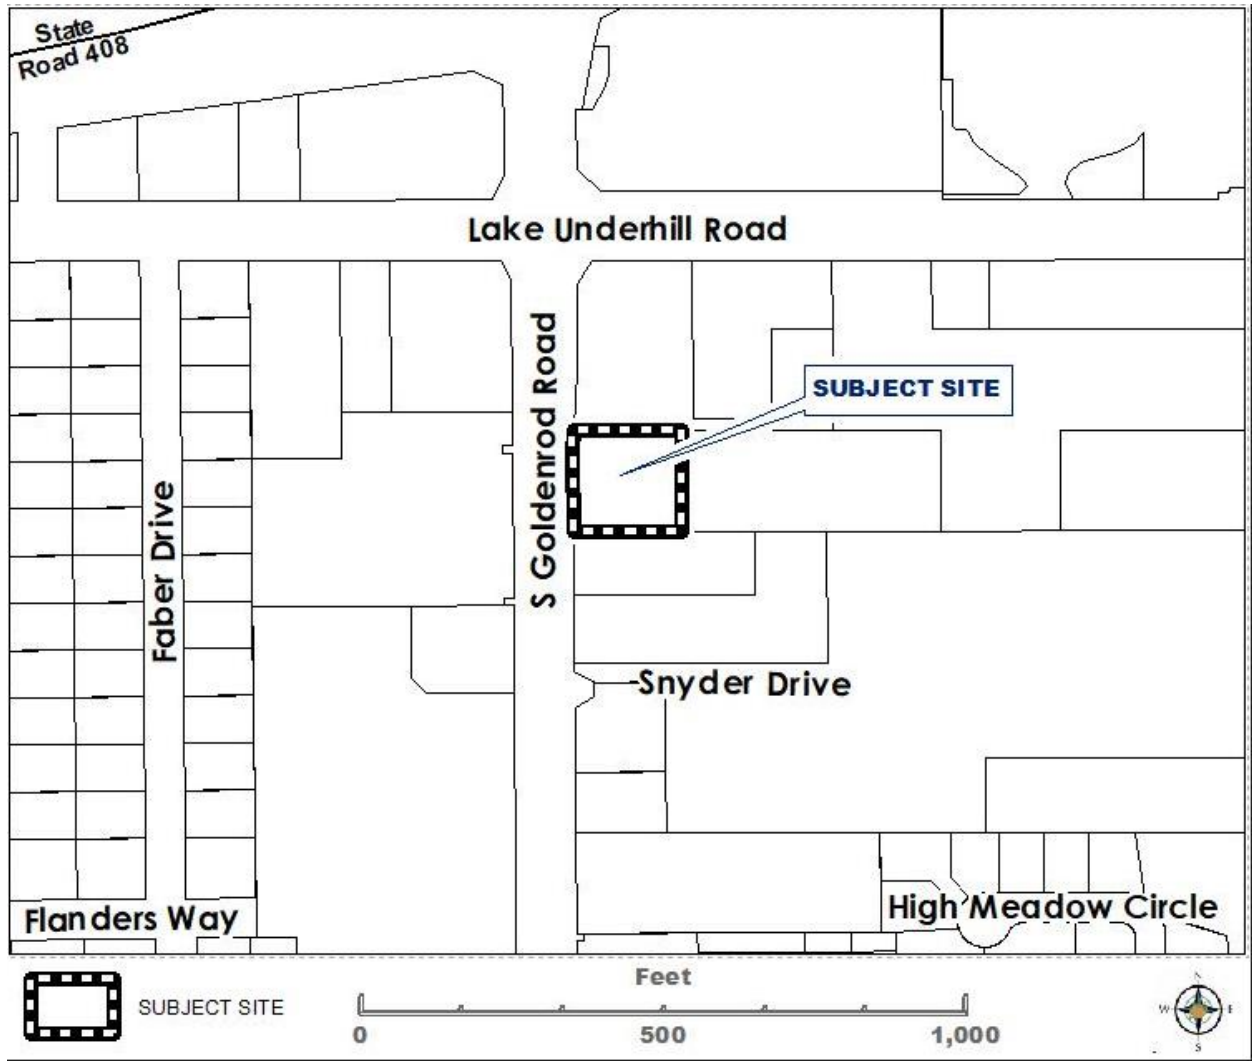 State
Road 408
Lake Underhill Road
S Goldenrod Road
SUBJECT SITE
Faber Drive
Snyder Drive
Flanders Way
High Meadow Circle
SUBJECT SITE
Feet
0 500 1,000
N
W E
S